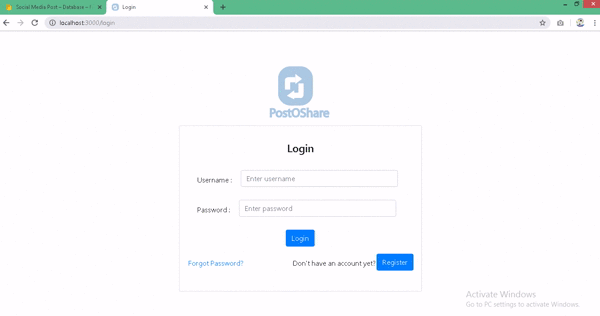 Social Media Post – Database –
Login
localhost:3000/login
PostOShare
Login
Username :
Enter username
Password :
Enter password
Login
Forgot Password?
Don't have an account yet?
Register
Activate Windows
Go to PC settings to activate Windows.